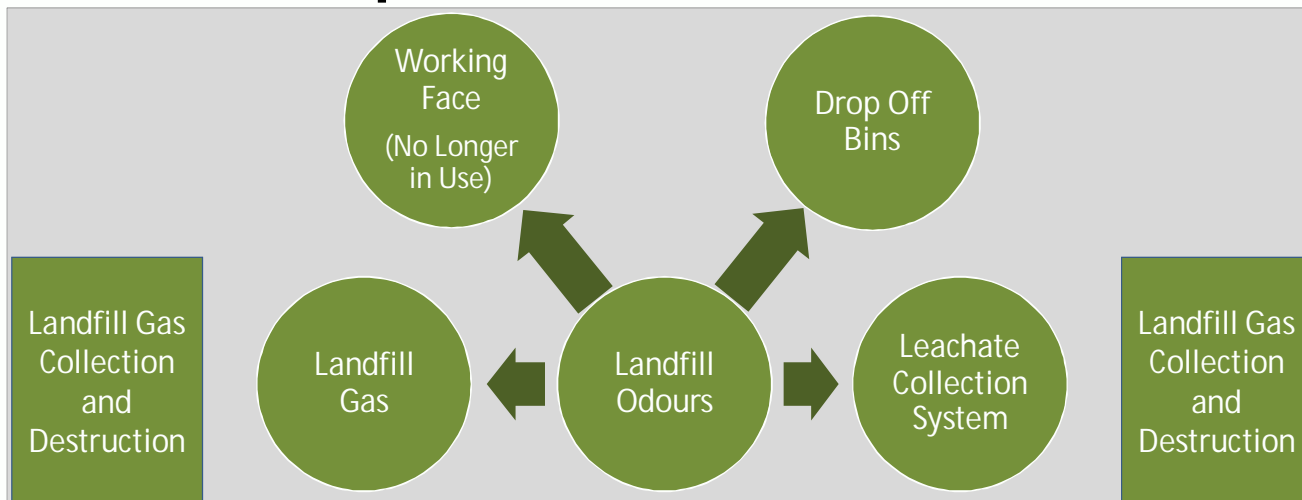 Working
Face
(No Longer
in Use)
Drop Off
Bins
Landfill Gas
Collection
and
Destruction
Landfill
Gas
Landfill
Odours
Leachate
Collection
System
Landfill Gas
Collection
and
Destruction